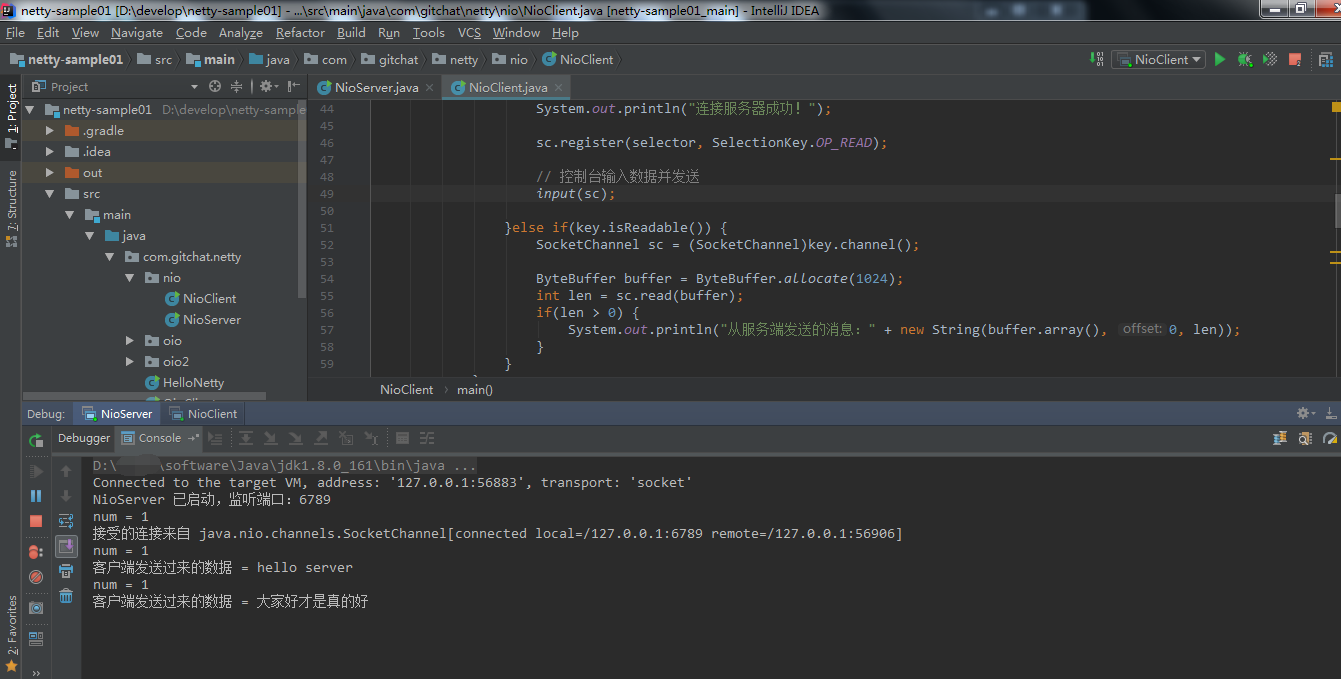 netty-sample01 [D:\develop\netty-sample01] - ...\src\main\java\com\gitchat\netty\nio\NioClient.java [netty-sample01_main] - IntelliJ IDEA
File Edit View Navigate Code Analyze Refactor Build Run Tools VCS Window Help
netty-sample01 src main java com gitchat netty nio NioClient NioClient
1: Project
7: Structure
2: Favorites
Project
netty-sample01 D:\develop\netty-sample
.gradle
.idea
out
src
main
java
com.gitchat.netty
nio
NioClient
NioServer
oio
oio2
HelloNetty
NioServer.java NioClient.java
44 System.out.println("连接服务器成功！");
45
46 sc.register(selector, SelectionKey.OP_READ);
47
48 // 控制台输入数据并发送
49 input(sc);
50
51 }else if(key.isReadable()) {
52 SocketChannel sc = (SocketChannel)key.channel();
53
54 ByteBuffer buffer = ByteBuffer.allocate(1024);
55 int len = sc.read(buffer);
56 if(len > 0) {
57 System.out.println("从服务端发送的消息：" + new String(buffer.array(), offset: 0, len));
58 }
59 }
NioClient › main()
Debug: NioServer NioClient
Debugger Console
D:\ \software\Java\jdk1.8.0_161\bin\java ...
Connected to the target VM, address: '127.0.0.1:56883', transport: 'socket'
NioServer 已启动，监听端口：6789
num = 1
接受的连接来自 java.nio.channels.SocketChannel[connected local=/127.0.0.1:6789 remote=/127.0.0.1:56906]
num = 1
客户端发送过来的数据 = hello server
num = 1
客户端发送过来的数据 = 大家好才是真的好